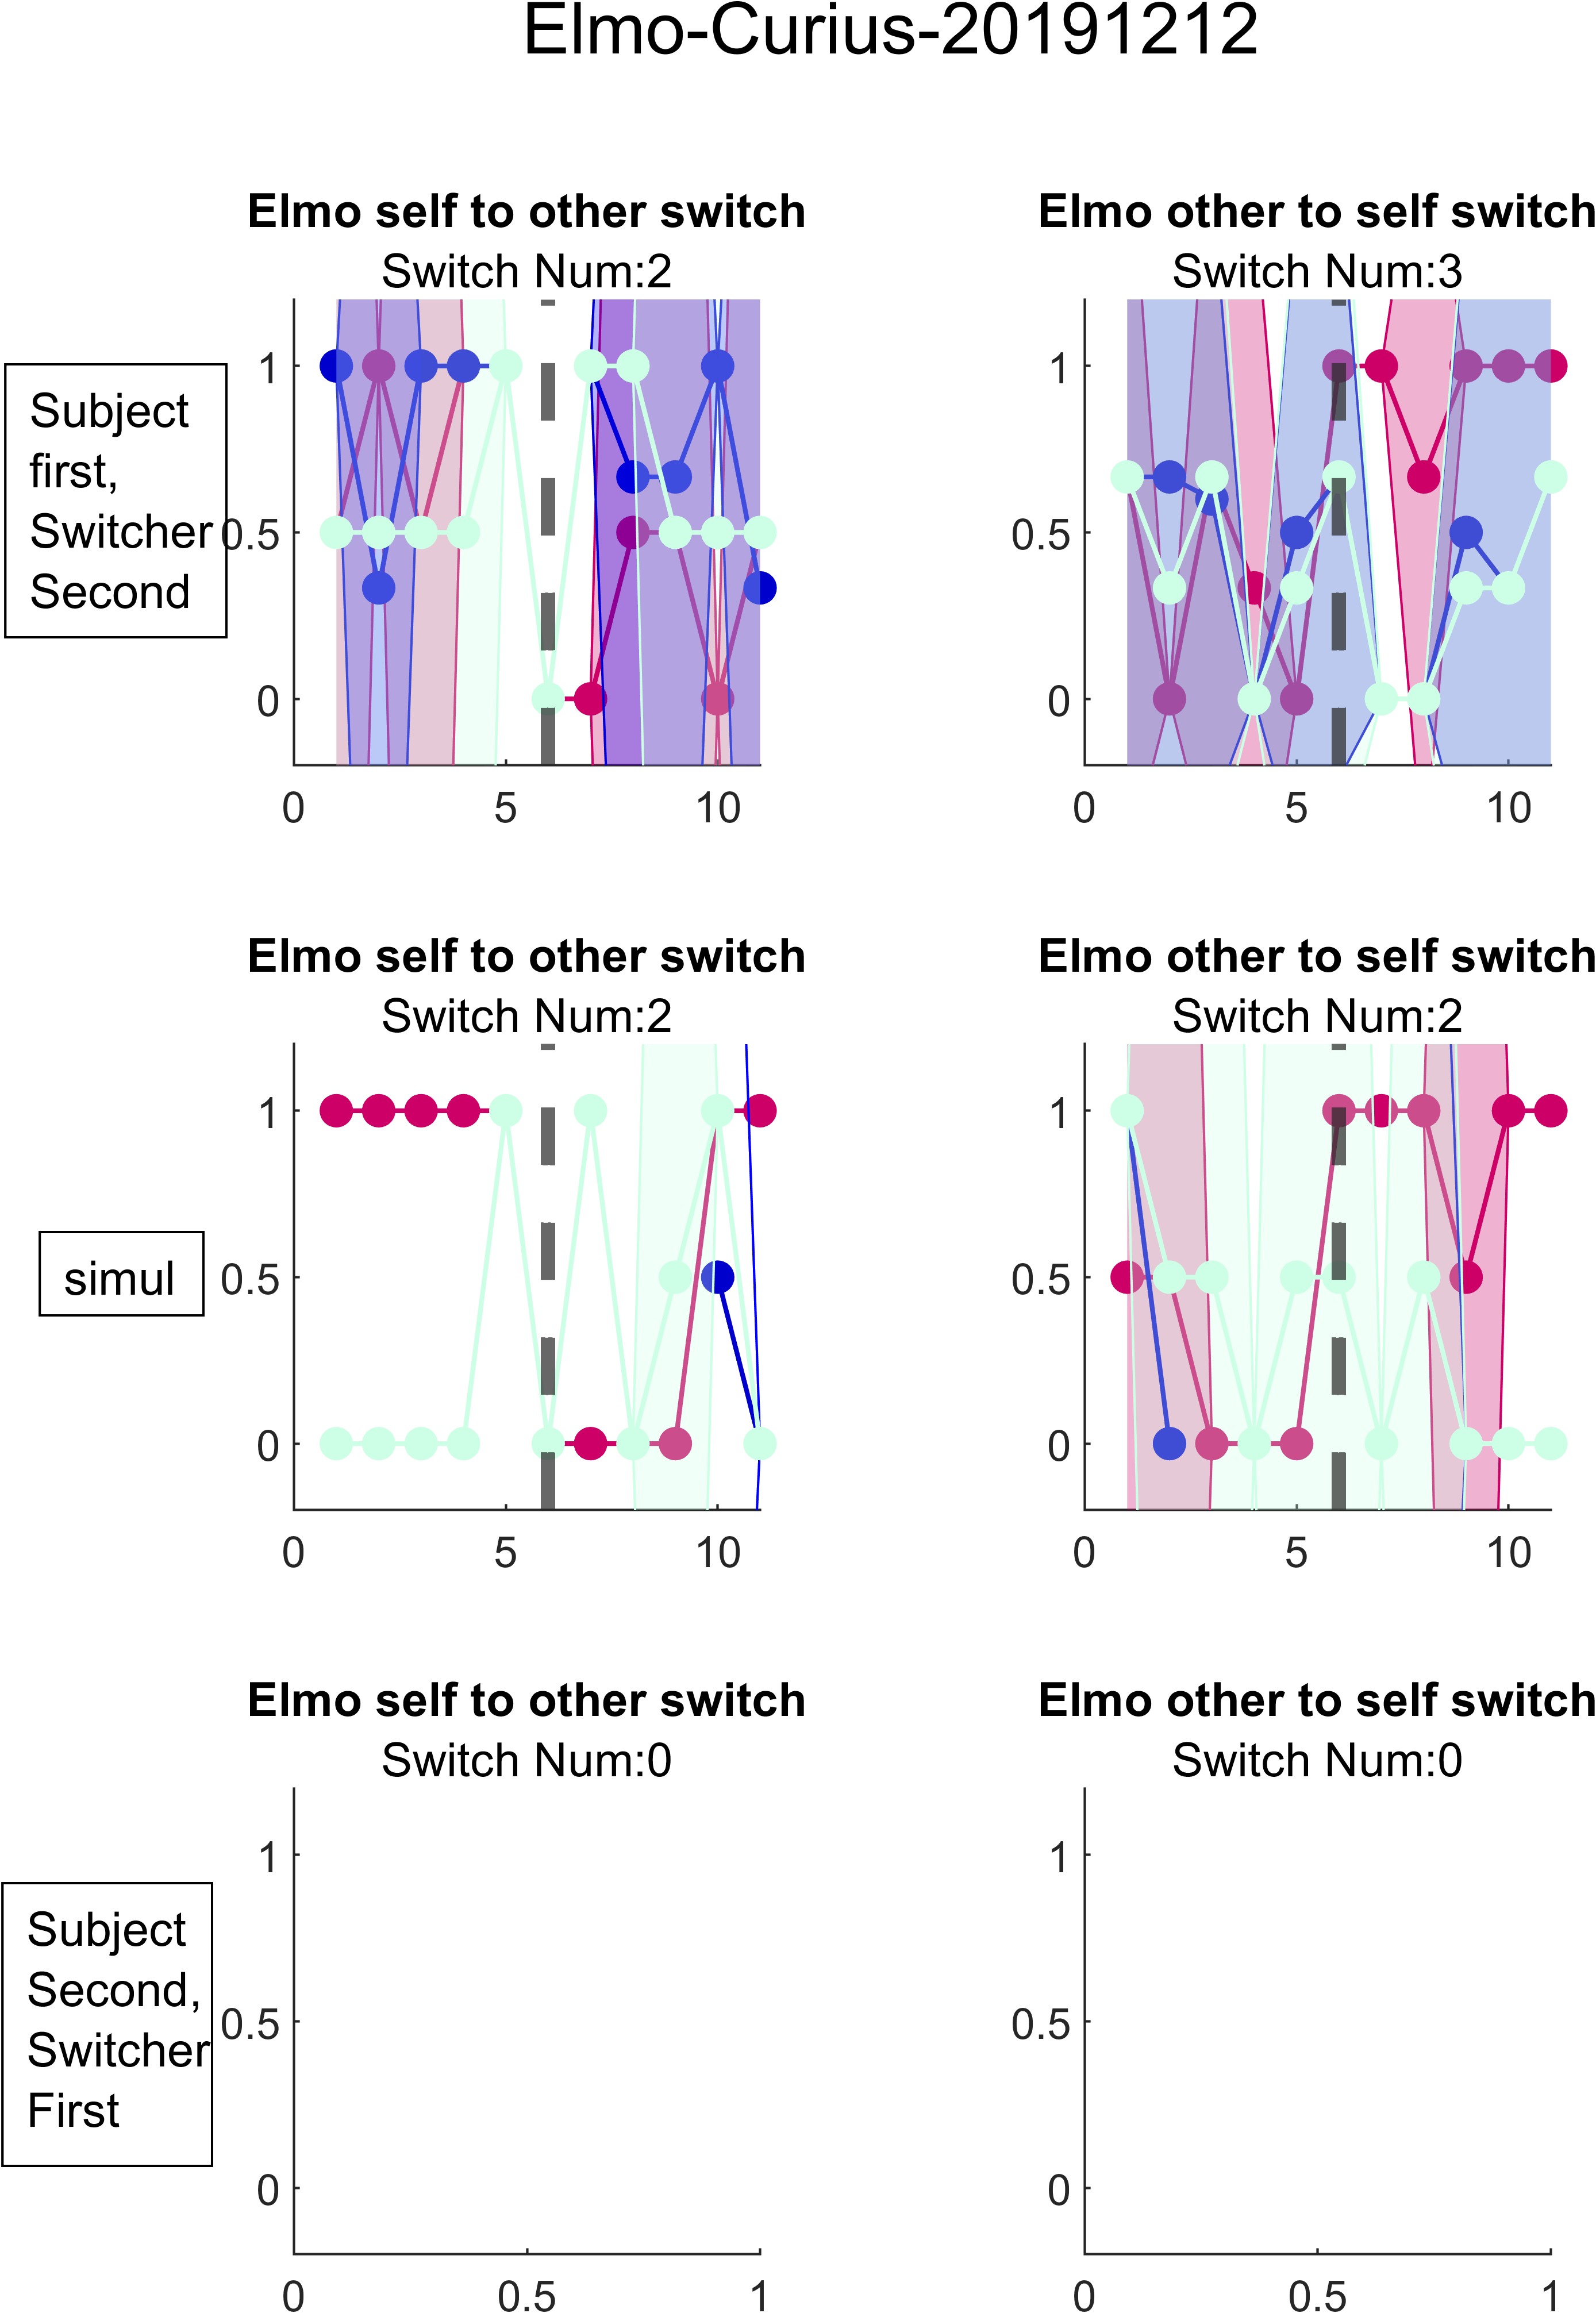 Elmo-Curius-20191212
Elmo self to other switch
Switch Num:2
Elmo other to self switch
Switch Num:3
Subject
first,
Switcher
Second
1
0.5
0
0
5
10
1
0.5
0
0
5
10
Elmo self to other switch
Switch Num:2
Elmo other to self switch
Switch Num:2
simul
1
0.5
0
0
5
10
1
0.5
0
0
5
10
Elmo self to other switch
Switch Num:0
Elmo other to self switch
Switch Num:0
Subject
Second,
Switcher
First
1
0.5
0
0
0.5
1
1
0.5
0
0
0.5
1